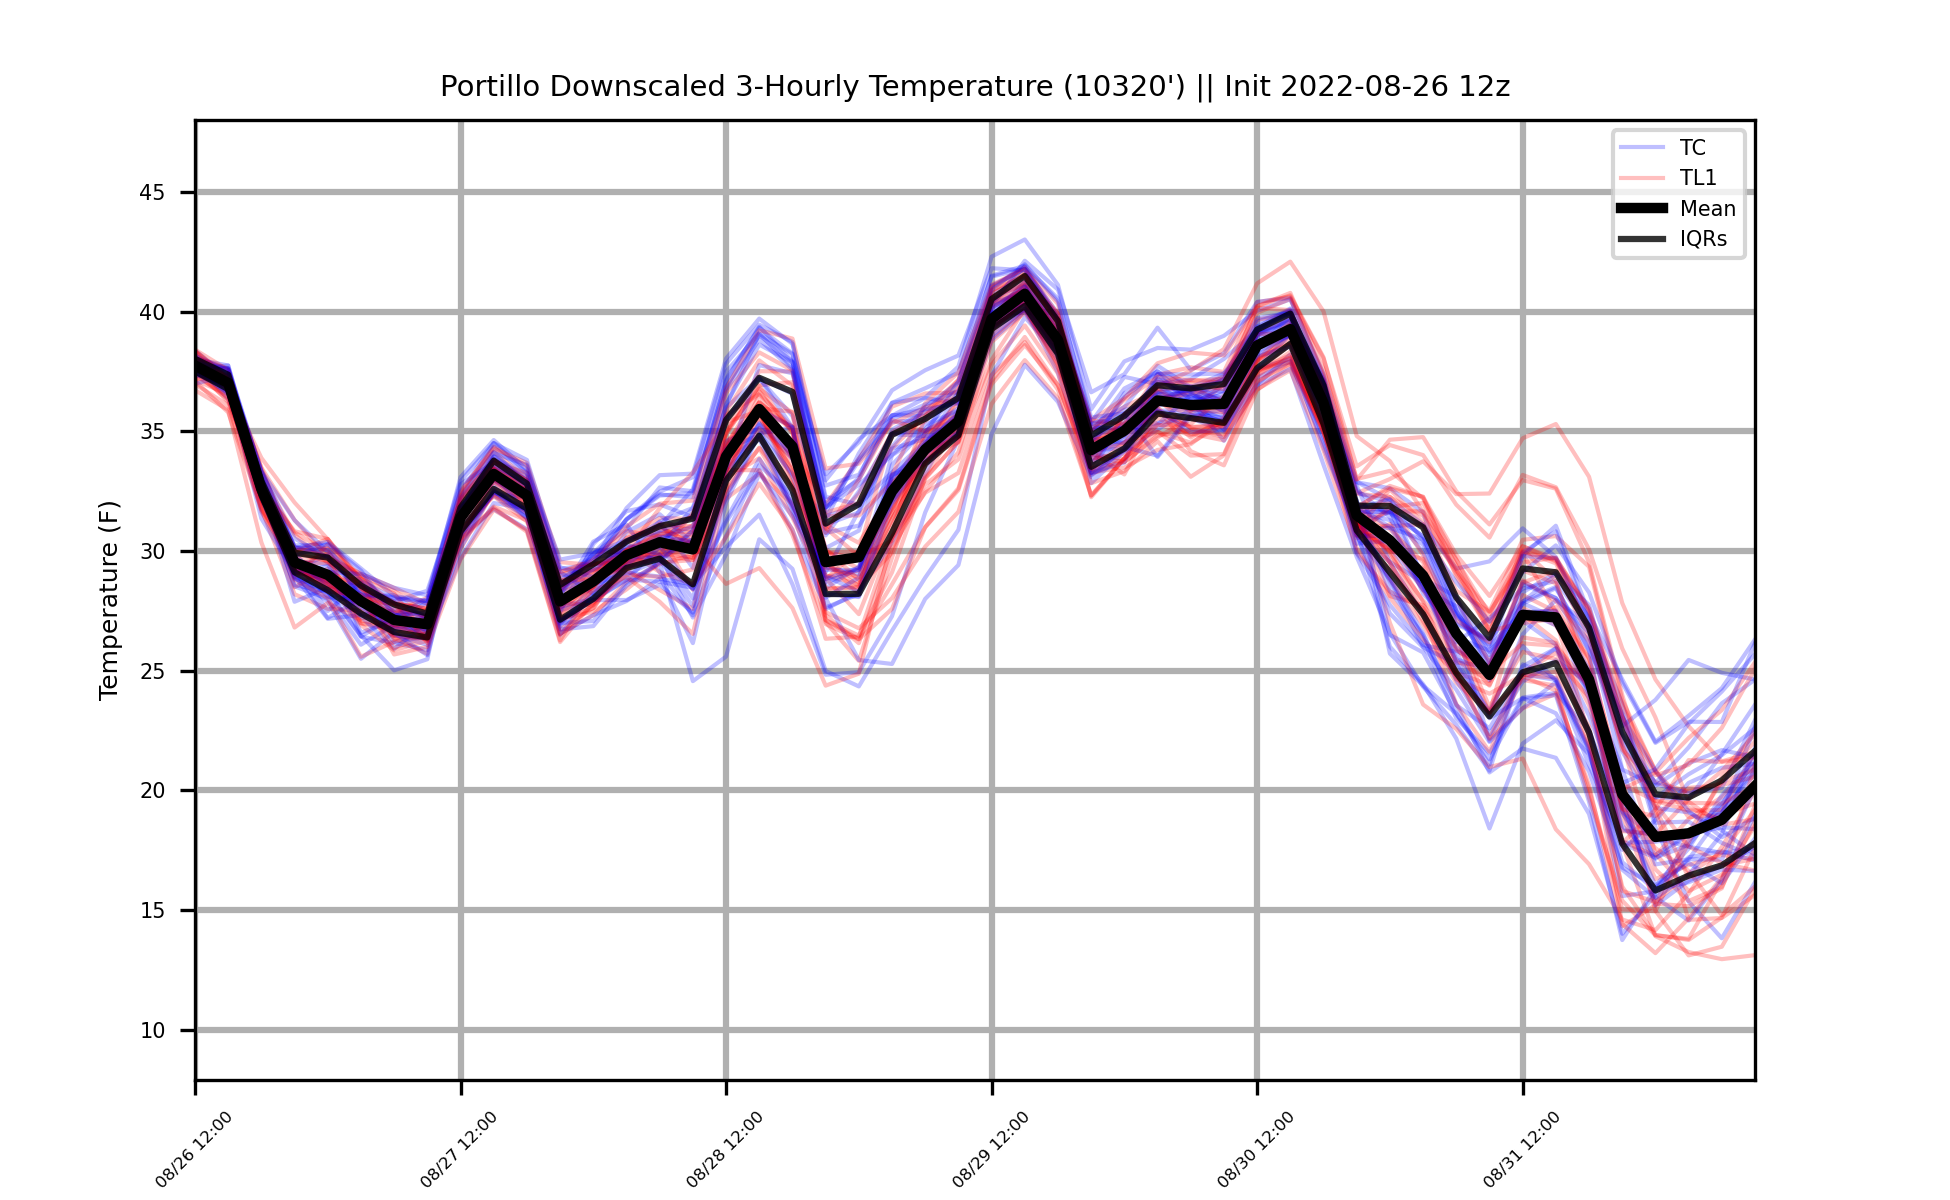 Portillo Downscaled 3-Hourly Temperature (10320') || Init 2022-08-26 12z
TC
TL1
Mean
IQRs
Temperature (F)
45
40
35
30
25
20
15
10
08/26 12:00
08/27 12:00
08/28 12:00
08/29 12:00
08/30 12:00
08/31 12:00